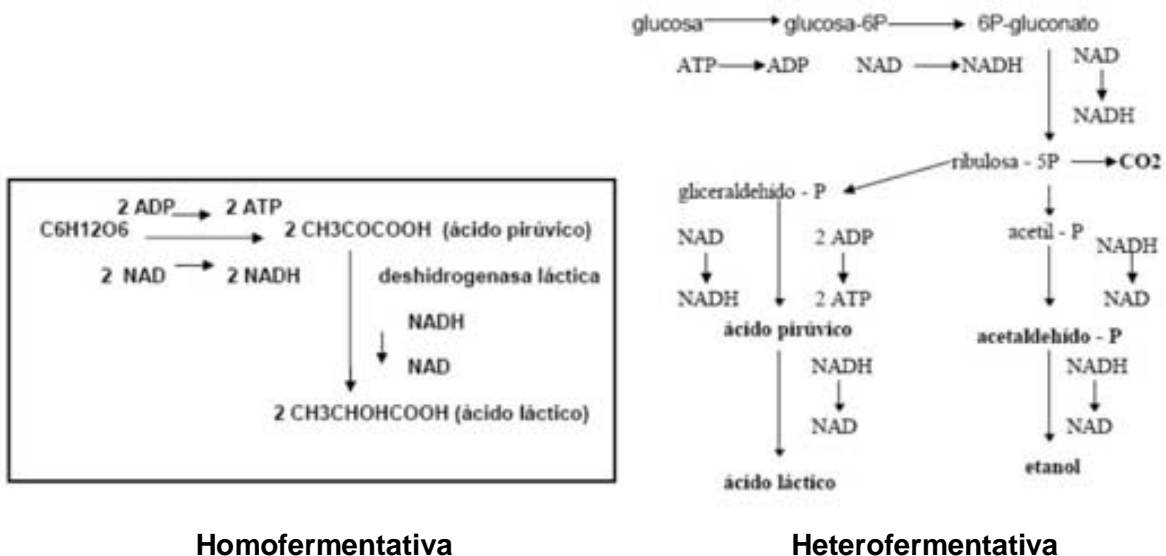 2 ADP 2 ATP
C6H12O6 2 CH3COCOOH (ácido pirúvico)
2 NAD 2 NADH deshidrogenasa láctica
NADH
NAD
2 CH3CHOHCOOH (ácido láctico)
Homofermentativa
glucosa glucosa-6P 6P-gluconato
ATP ADP NAD NADH NAD
NADH
ribulosa - 5P CO2
gliceraldehído - P
acetil - P
NAD 2 ADP NADH
NADH 2 ATP NAD
ácido pirúvico acetaldehído - P
NADH NADH
NAD NAD
ácido láctico etanol
Heterofermentativa